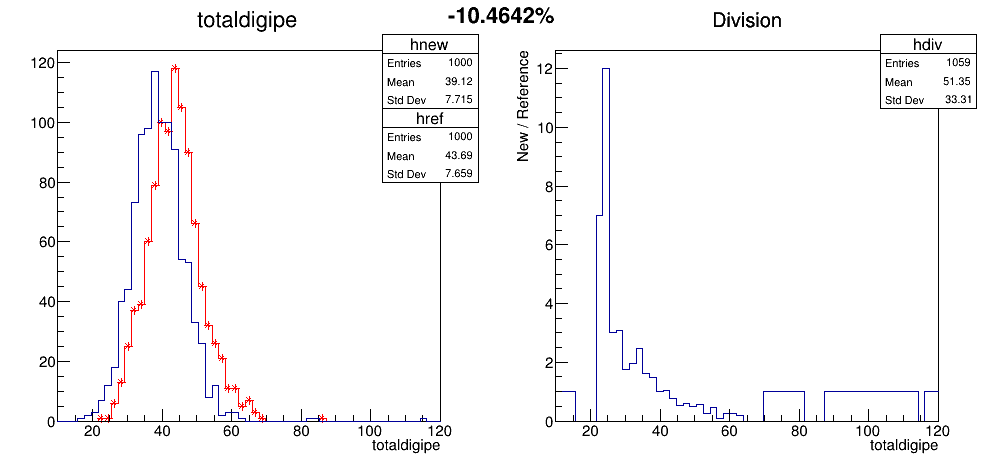 -10.4642%
totaldigipe
hnew
Entries 1000
Mean 39.12
Std Dev 7.715
href
Entries 1000
Mean 43.69
Std Dev 7.659
120
100
80
60
40
20
0
20 40 60 80 100 120
totaldigipe
Division
hdiv
Entries 1059
Mean 51.35
Std Dev 33.31
New / Reference
12
10
8
6
4
2
0
20 40 60 80 100 120
totaldigipe